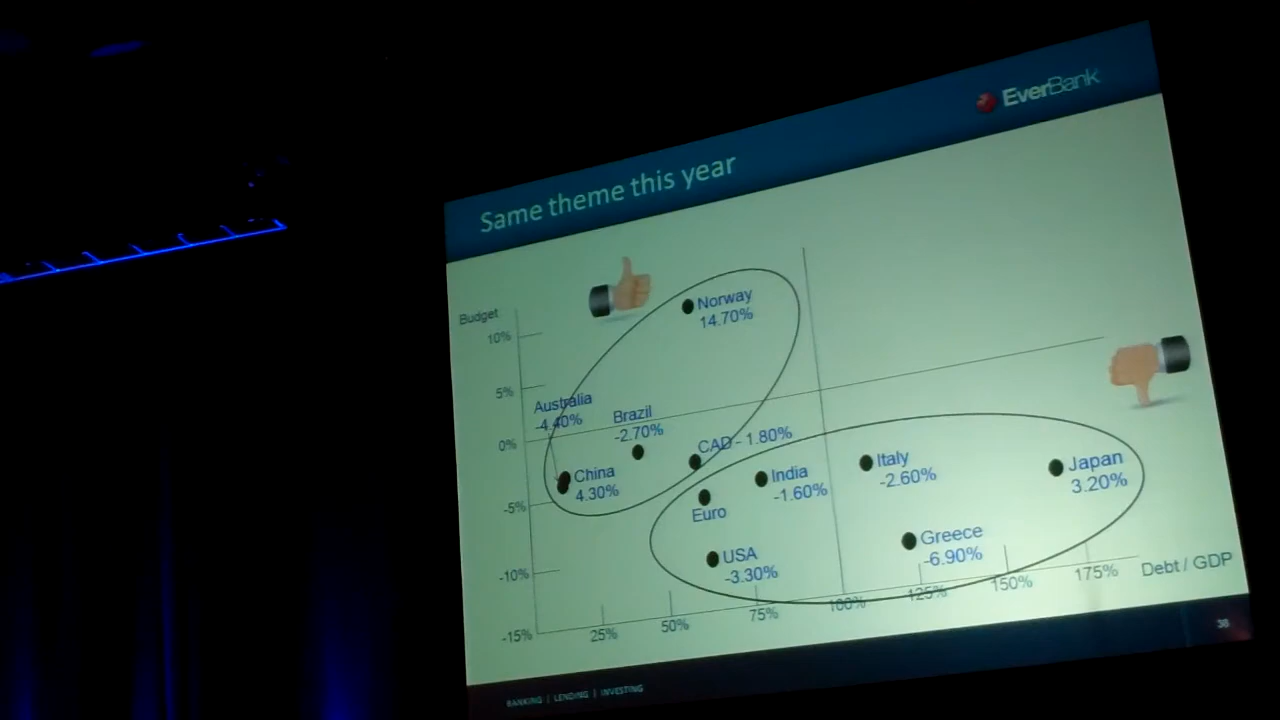 EverBank
Same theme this year
Budget
10%
5%
0%
-5%
-10%
-15%
Norway
14.70%
Australia
-4.40%
Brazil
-2.70%
CAD - 1.80%
China
4.30%
India
-1.60%
Italy
-2.60%
Japan
3.20%
Euro
USA
-3.30%
Greece
-6.90%
25%
50%
75%
100%
125%
150%
175%
Debt / GDP
BANKING | LENDING | INVESTING
38